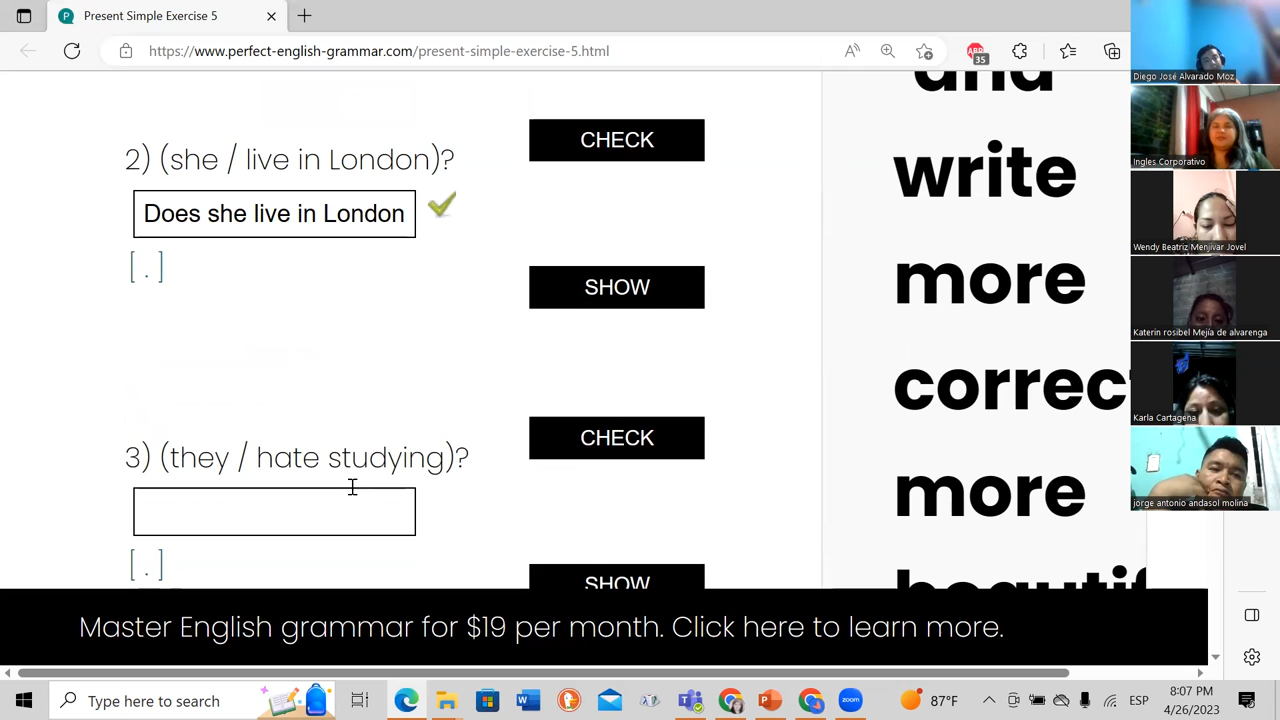 Present Simple Exercise 5
https://www.perfect-english-grammar.com/present-simple-exercise-5.html
35
CHECK
2) (she / live in London)?
Does she live in London
[ . ]
SHOW
CHECK
3) (they / hate studying)?
[ . ]
SHOW
and
write
more
correct
more
beautif
Master English grammar for $19 per month. Click here to learn more.
Diego José Alvarado Moz
Ingles Corporativo
Wendy Beatriz Menjivar Jovel
Katerin rosibel Mejía de alvarenga
Karla Cartagena
jorge antonio andasol molina
Type here to search
87°F
ESP
8:07 PM
4/26/2023